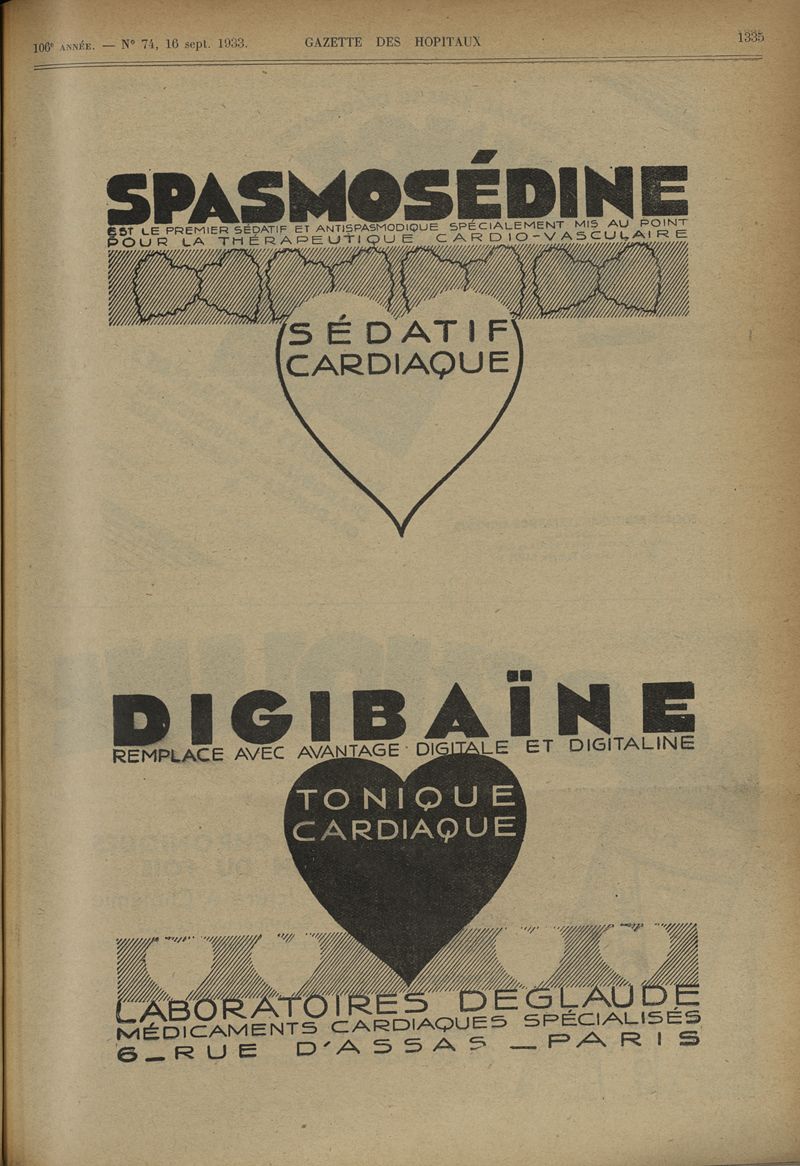 106e ANNÉE. — N° 74, 16 sept. 1933. GAZETTE DES HOPITAUX 1335
SPASMOSÉDINE
EST LE PREMIER SÉDATIF ET ANTISPASMODIQUE SPÉCIALEMENT MIS AU POINT
POUR LA THÉRAPEUTIQUE CARDIO-VASCULAIRE
SÉDATIF
CARDIAQUE
DIGIBAÏNE
REMPLACE AVEC AVANTAGE DIGITALE ET DIGITALINE
TONIQUE
CARDIAQUE
LABORATOIRES DEGLAUDE
MÉDICAMENTS CARDIAQUES SPÉCIALISÉS
6_RUE D'ASSAS _ PARIS